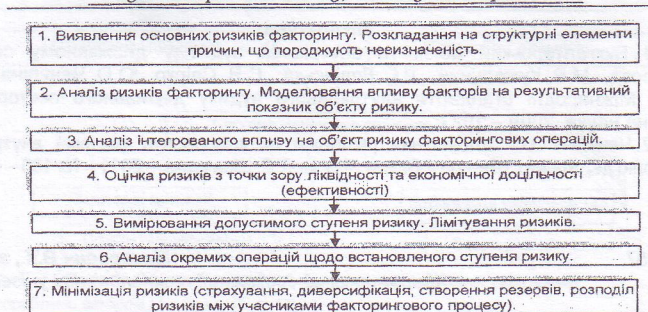 1. Виявлення основних ризиків факторингу. Розкладання на структурні елементи
причин, що породжують невизначеність.
2. Аналіз ризиків факторингу. Моделювання впливу факторів на результативний
показник об'єкту ризику.
3. Аналіз інтегрованого впливу на об'єкт ризику факторингових операцій.
4. Оцінка ризиків з точки зору ліквідності та економічної доцільності
(ефективності)
5. Вимірювання допустимого ступеня ризику. Лімітування ризиків.
6. Аналіз окремих операцій щодо встановленого ступеня ризику.
7. Мінімізація ризиків (страхування, диверсифікація, створення резервів, розподіл
ризиків між учасниками факторингового процесу).